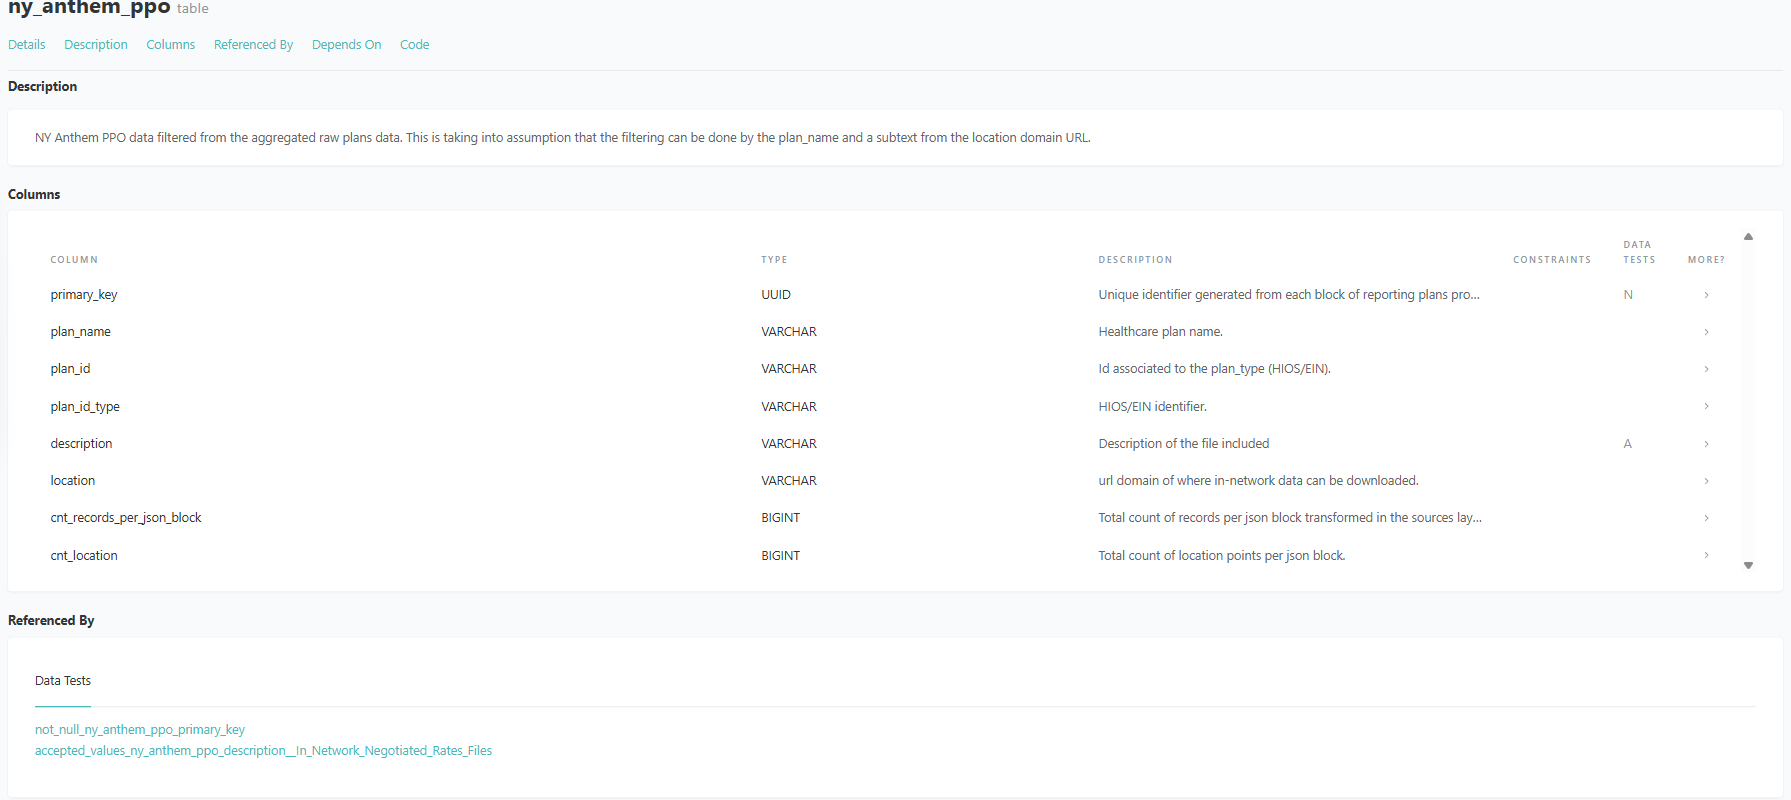 ny_anthem_ppo table
Details Description Columns Referenced By Depends On Code
Description
NY Anthem PPO data filtered from the aggregated raw plans data. This is taking into assumption that the filtering can be done by the plan_name and a subtext from the location domain URL.
Columns
COLUMN TYPE DESCRIPTION CONSTRAINTS DATA TESTS MORE?
primary_key UUID Unique identifier generated from each block of reporting plans pro... N
plan_name VARCHAR Healthcare plan name.
plan_id VARCHAR Id associated to the plan_type (HIOS/EIN).
plan_id_type VARCHAR HIOS/EIN identifier.
description VARCHAR Description of the file included A
location VARCHAR url domain of where in-network data can be downloaded.
cnt_records_per_json_block BIGINT Total count of records per json block transformed in the sources lay...
cnt_location BIGINT Total count of location points per json block.
Referenced By
Data Tests
not_null_ny_anthem_ppo_primary_key
accepted_values_ny_anthem_ppo_description__In_Network_Negotiated_Rates_Files